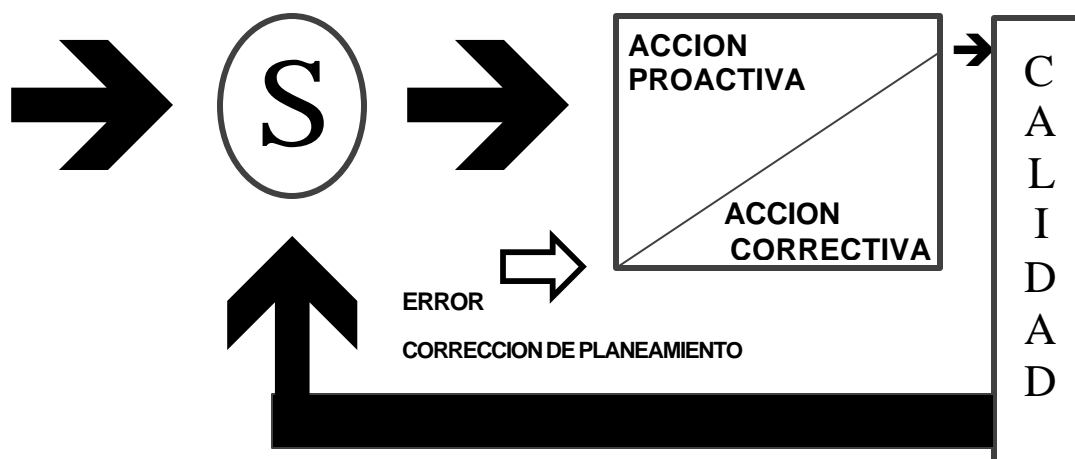 S
ACCION
PROACTIVA
ACCION
CORRECTIVA
ERROR
CORRECCION DE PLANEAMIENTO
C
A
L
I
D
A
D